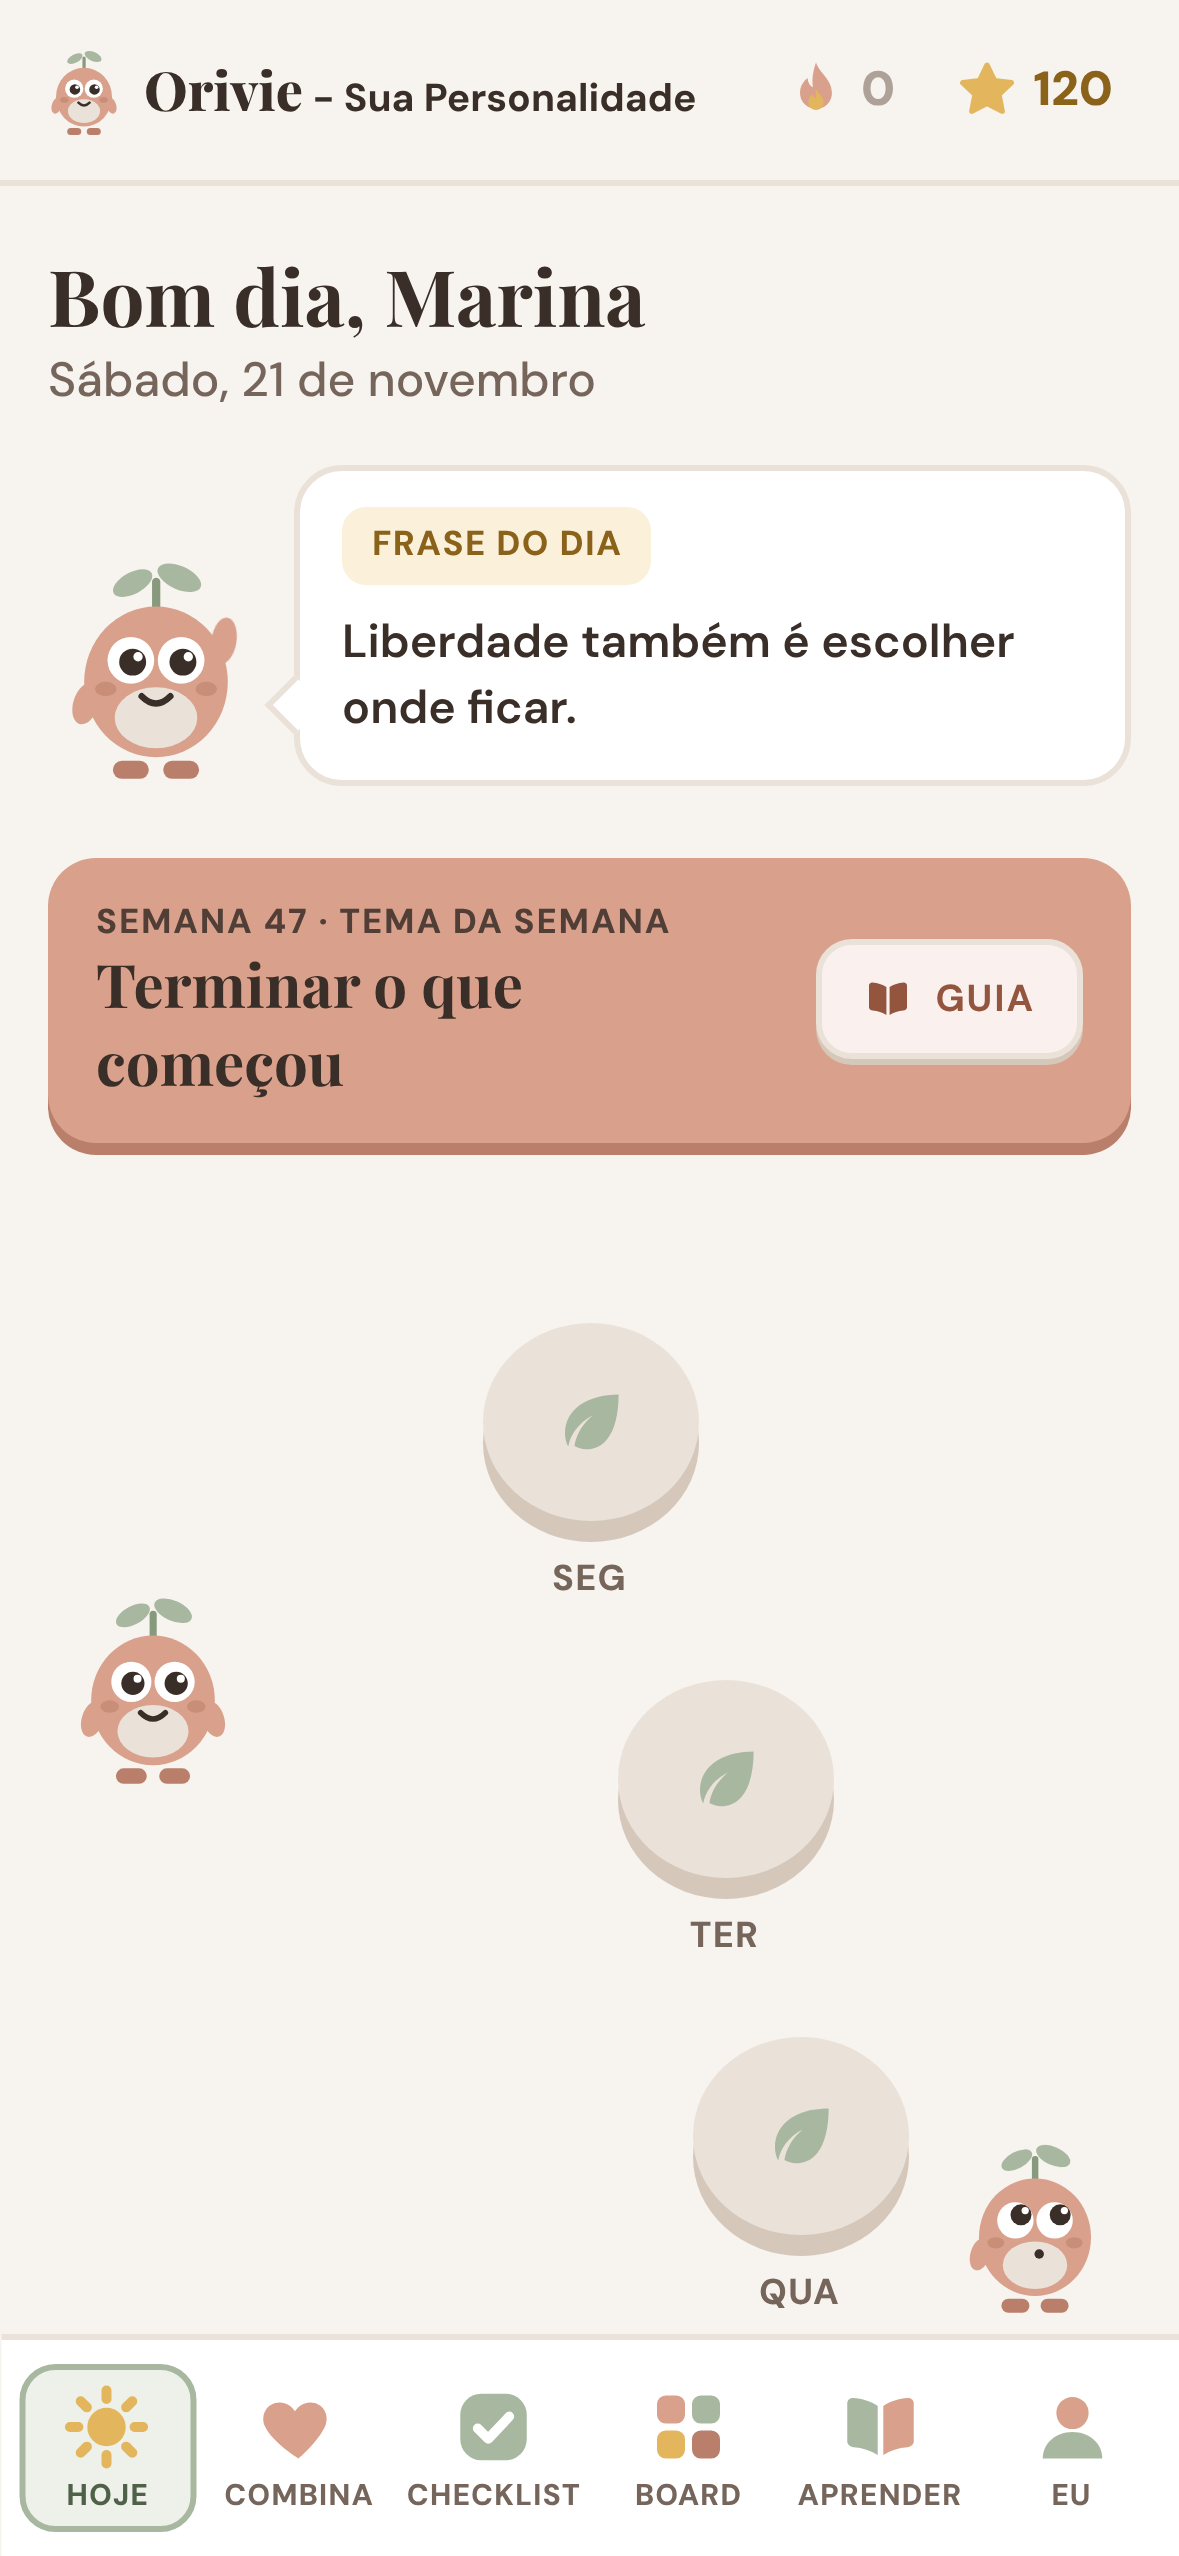 Orivie – Sua Personalidade
0
120
Bom dia, Marina
Sábado, 21 de novembro
FRASE DO DIA
Liberdade também é escolher
onde ficar.
SEMANA 47 · TEMA DA SEMANA
Terminar o que
começou
GUIA
SEG
TER
QUA
HOJE
COMBINA
CHECKLIST
BOARD
APRENDER
EU